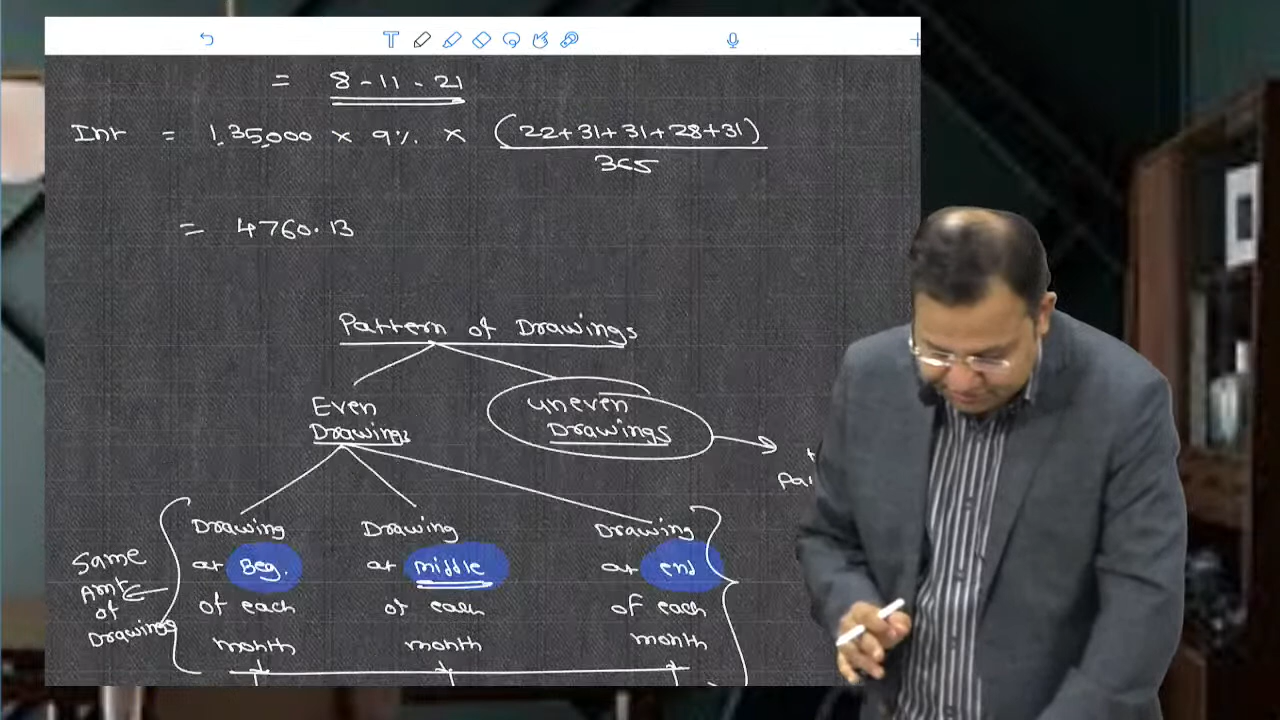 = 8-11-21
Int = 1,35,000 × 9% × (22+31+31+28+31)
365
= 4760.13
Pattern of Drawings
Even
Drawings
uneven
Drawings
Drawing
at Beg.
of each
month
Drawing
at middle
of each
month
Drawing
at end
of each
month
Same
Amt
of
Drawings